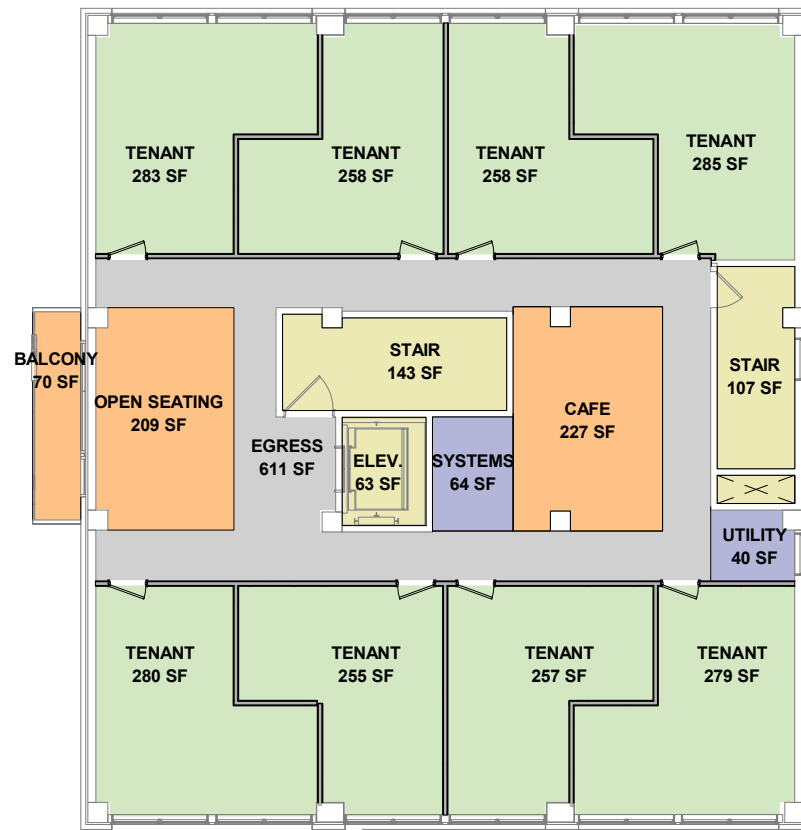 TENANT
283 SF
TENANT
258 SF
TENANT
258 SF
TENANT
285 SF
BALCONY
70 SF
OPEN SEATING
209 SF
STAIR
143 SF
EGRESS
611 SF
ELEV.
63 SF
SYSTEMS
64 SF
CAFE
227 SF
STAIR
107 SF
UTILITY
40 SF
TENANT
280 SF
TENANT
255 SF
TENANT
257 SF
TENANT
279 SF